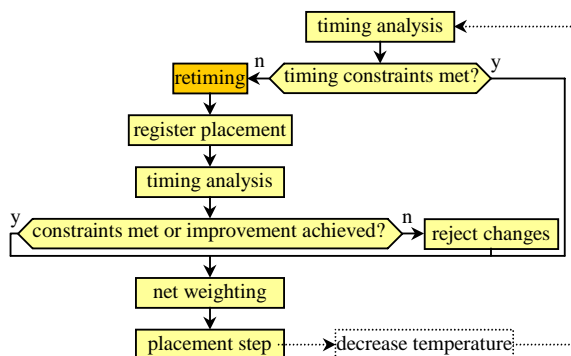 timing analysis
n
y
retiming
timing constraints met?
register placement
timing analysis
y
constraints met or improvement achieved?
n
reject changes
net weighting
placement step
decrease temperature